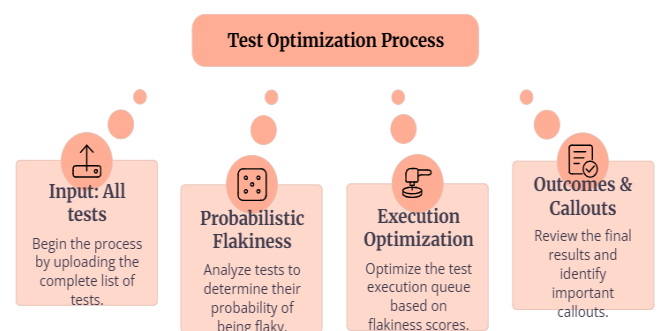 Test Optimization Process
Input: All
tests
Begin the process
by uploading the
complete list of
tests.
Probabilistic
Flakiness
Analyze tests to
determine their
probability of
being flaky.
Execution
Optimization
Optimize the test
execution queue
based on
flakiness scores.
Outcomes &
Callouts
Review the final
results and
identify
important
callouts.